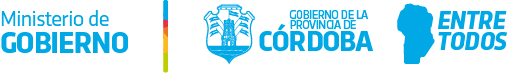 Ministerio de
GOBIERNO
GOBIERNO DE LA
PROVINCIA DE
CÓRDOBA
ENTRE
TODOS